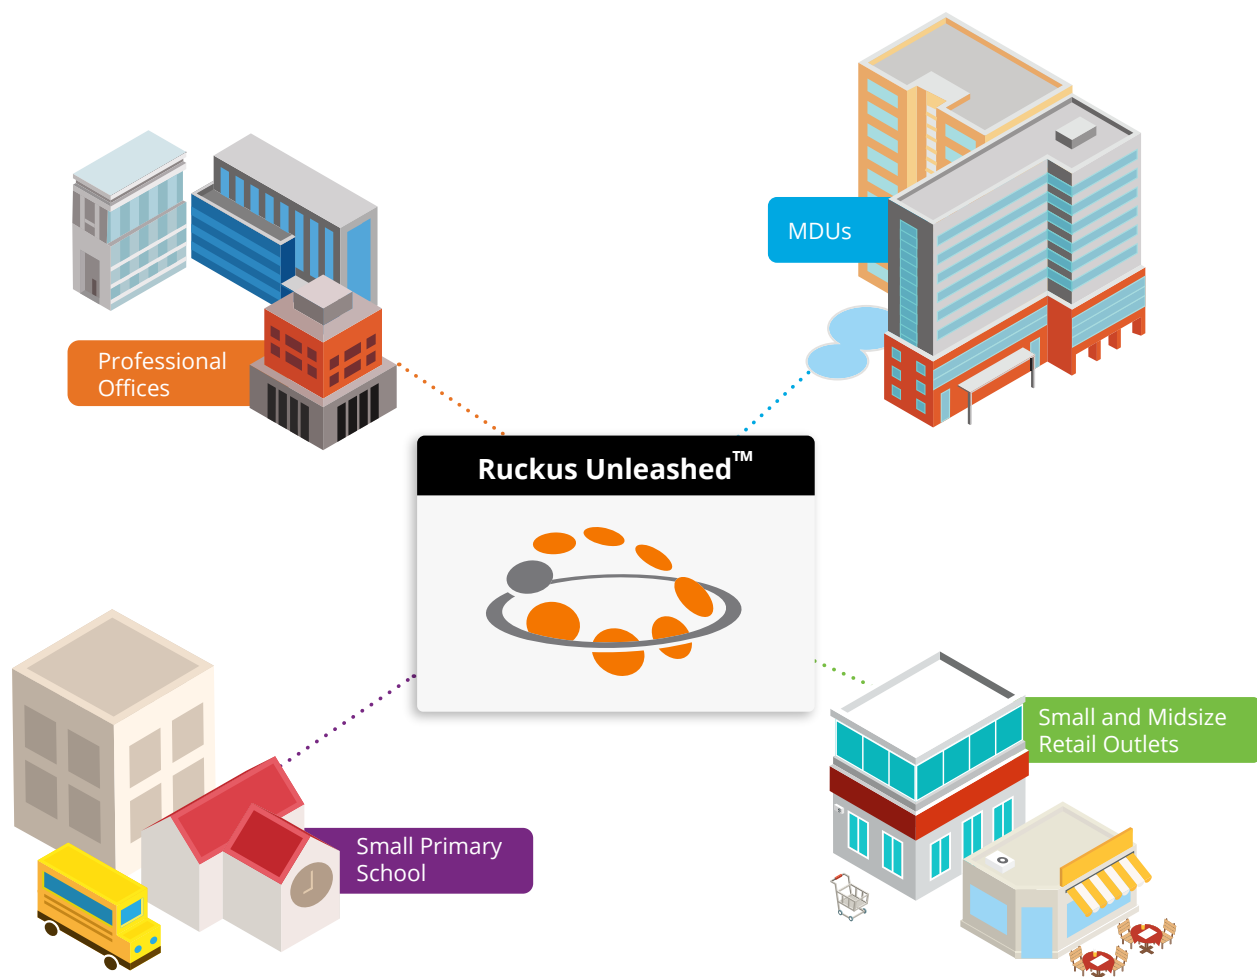 MDUs
Professional
Offices
Ruckus Unleashed™
Small and Midsize
Retail Outlets
Small Primary
School